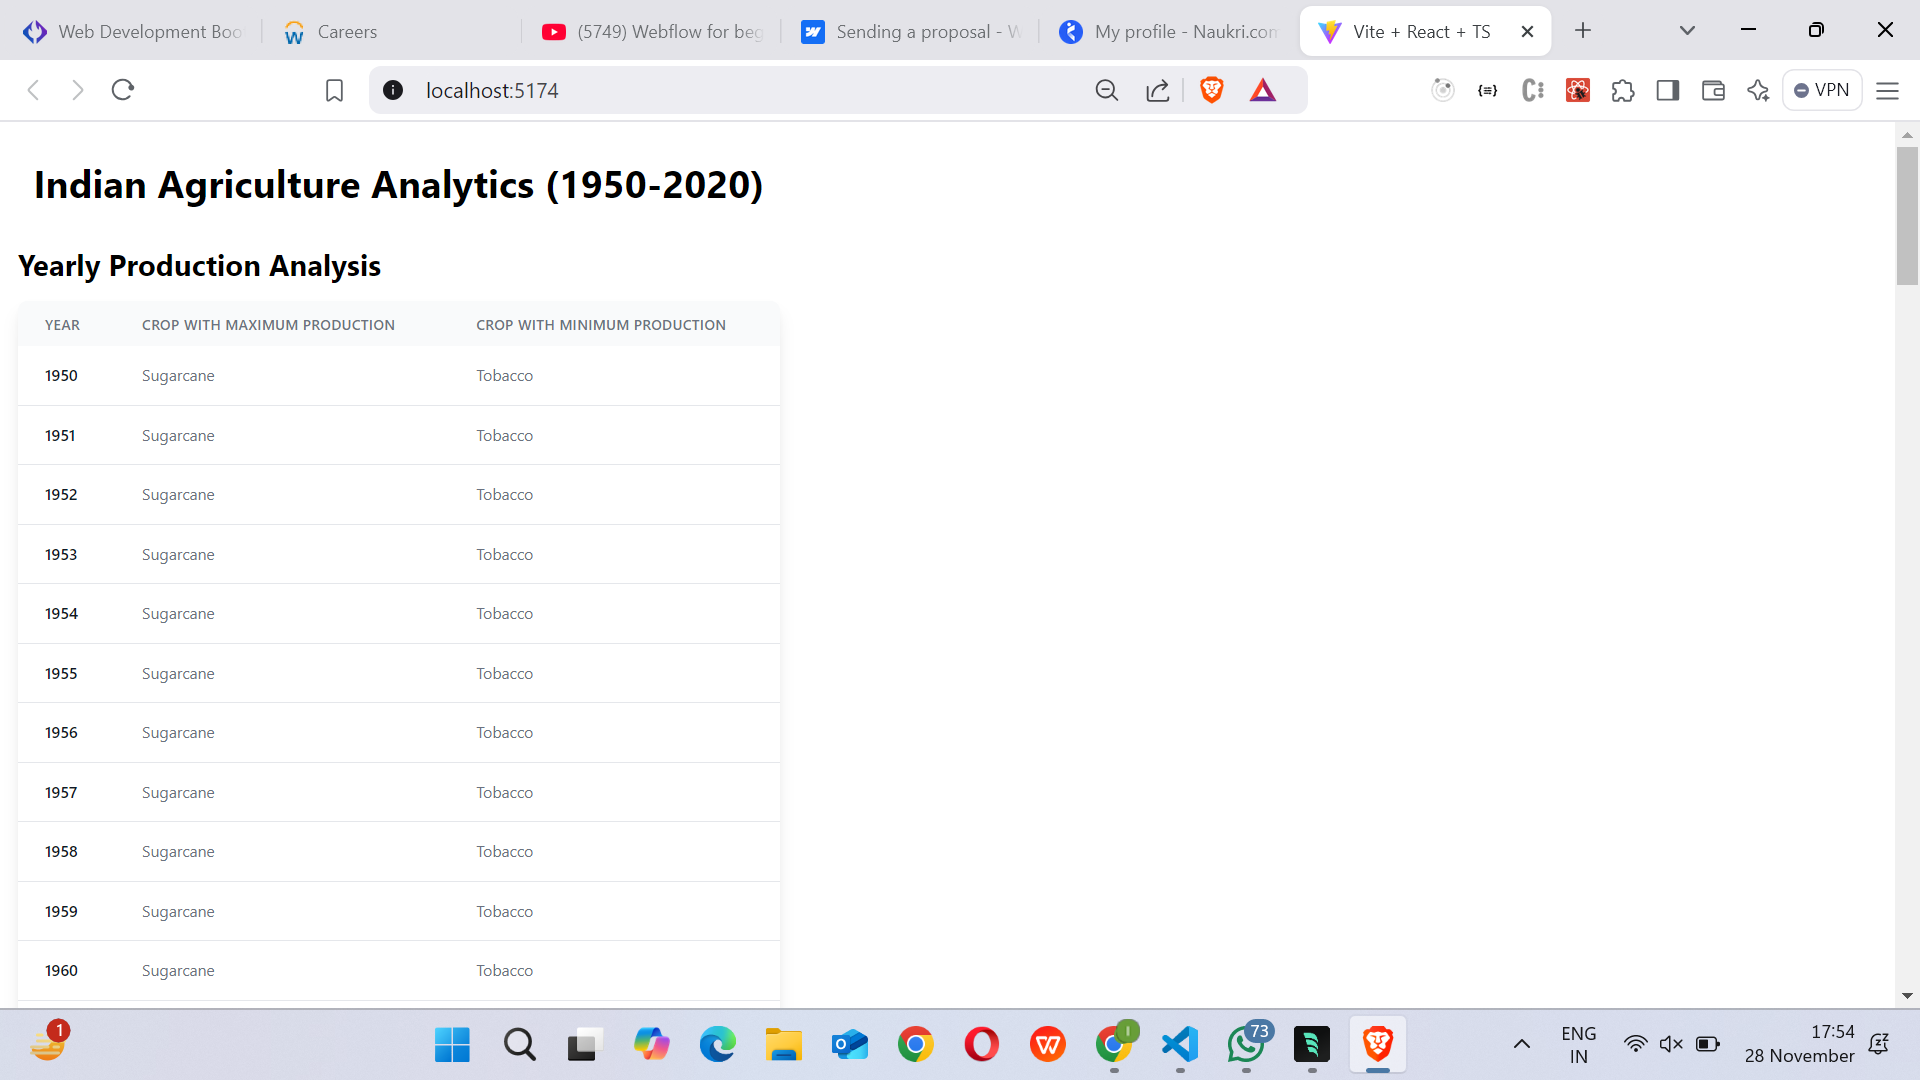 Web Development Boo
Careers
(5749) Webflow for beg
Sending a proposal - W
My profile - Naukri.com
Vite + React + TS
localhost:5174
VPN
Indian Agriculture Analytics (1950-2020)
Yearly Production Analysis
YEAR CROP WITH MAXIMUM PRODUCTION CROP WITH MINIMUM PRODUCTION
1950 Sugarcane Tobacco
1951 Sugarcane Tobacco
1952 Sugarcane Tobacco
1953 Sugarcane Tobacco
1954 Sugarcane Tobacco
1955 Sugarcane Tobacco
1956 Sugarcane Tobacco
1957 Sugarcane Tobacco
1958 Sugarcane Tobacco
1959 Sugarcane Tobacco
1960 Sugarcane Tobacco
1
73
ENG
IN
17:54
28 November